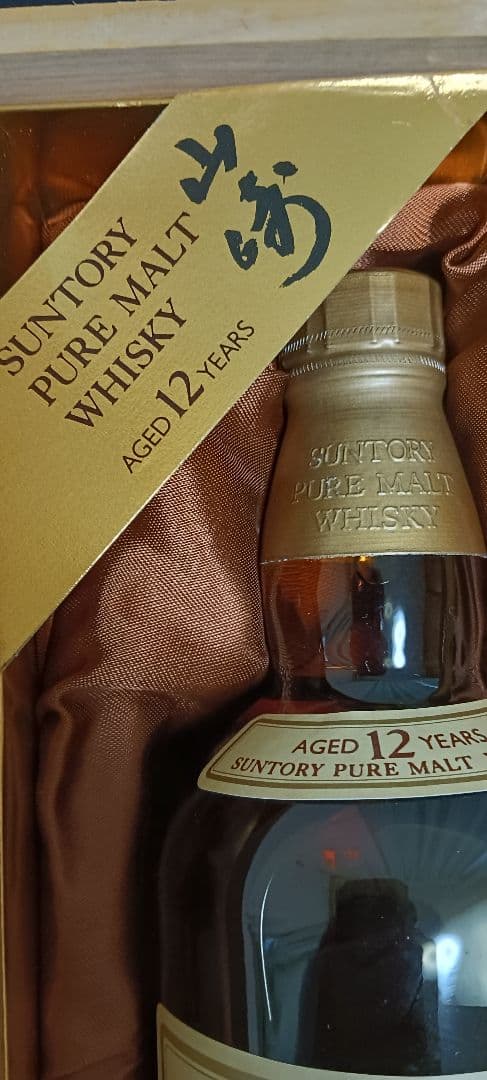 山崎
SUNTORY
PURE MALT
WHISKY
AGED 12 YEARS
SUNTORY
PURE MALT
WHISKY
AGED 12 YEARS
SUNTORY PURE MALT